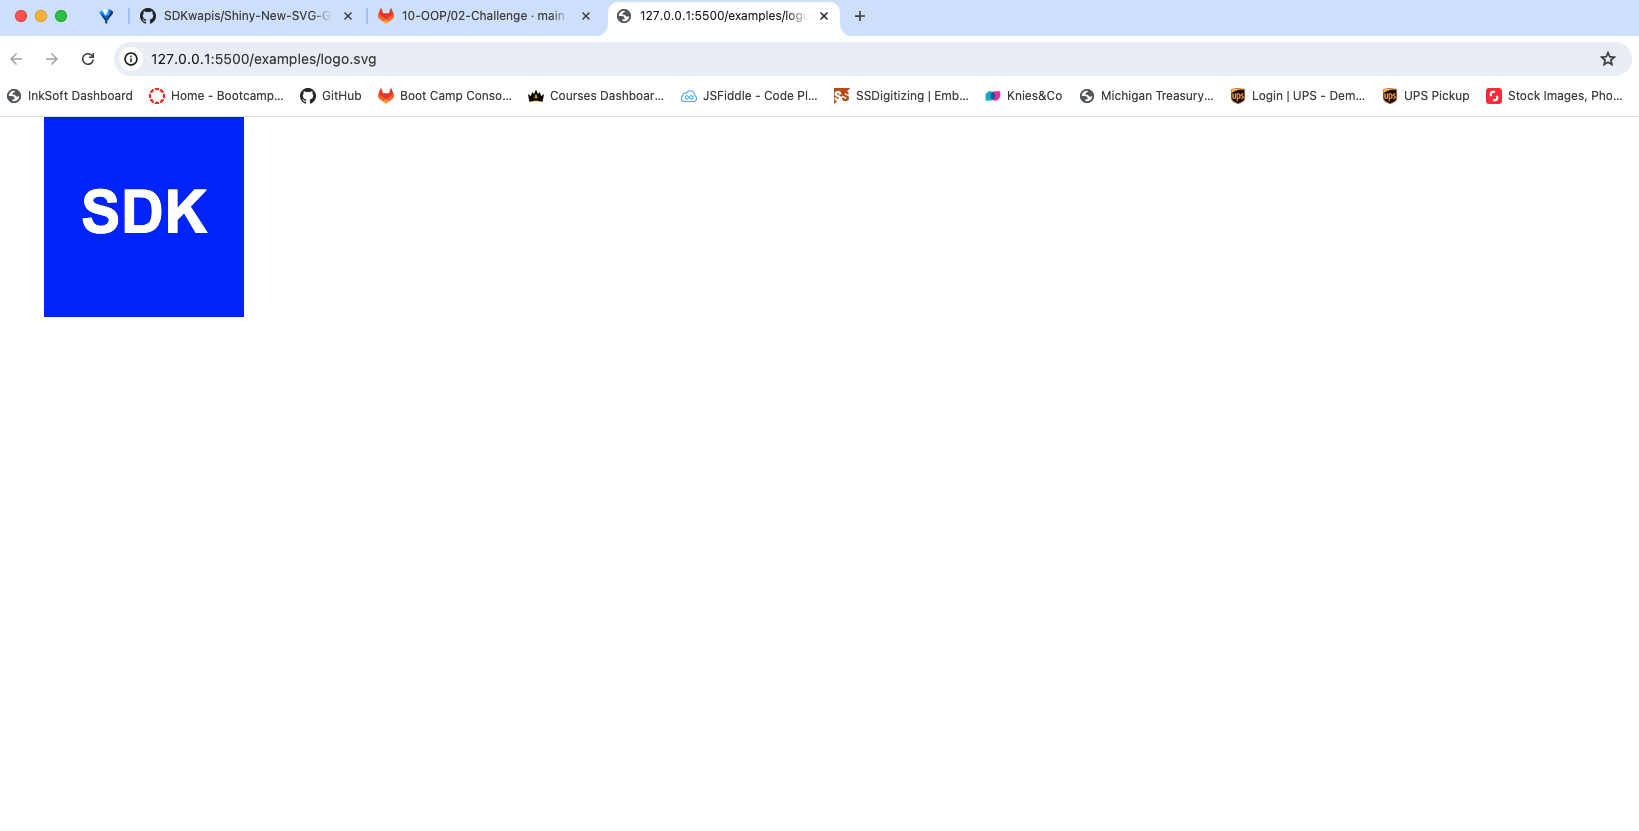 SDKwapis/Shiny-New-SVG-G 10-OOP/02-Challenge · main 127.0.0.1:5500/examples/logo
127.0.0.1:5500/examples/logo.svg
InkSoft Dashboard Home - Bootcamp... GitHub Boot Camp Conso... Courses Dashboar... JSFiddle - Code Pl... SSDigitizing | Emb... Knies&Co Michigan Treasury... Login | UPS - Dem... UPS Pickup Stock Images, Pho...
SDK